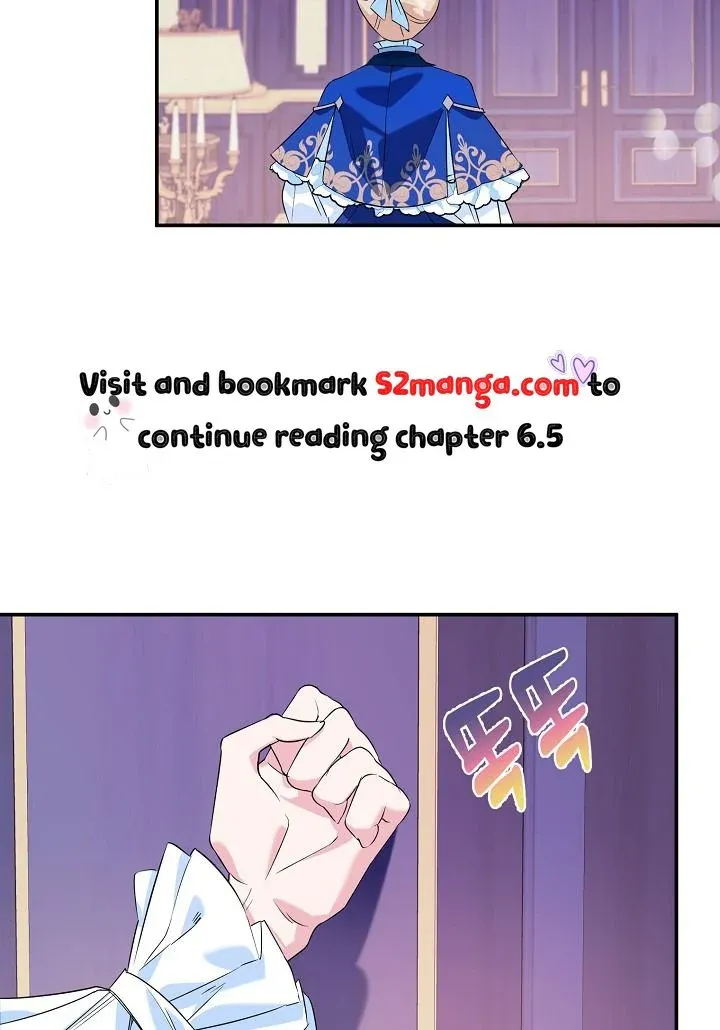 Visit and bookmark S2manga.com to
continue reading chapter 6.5
똑똑